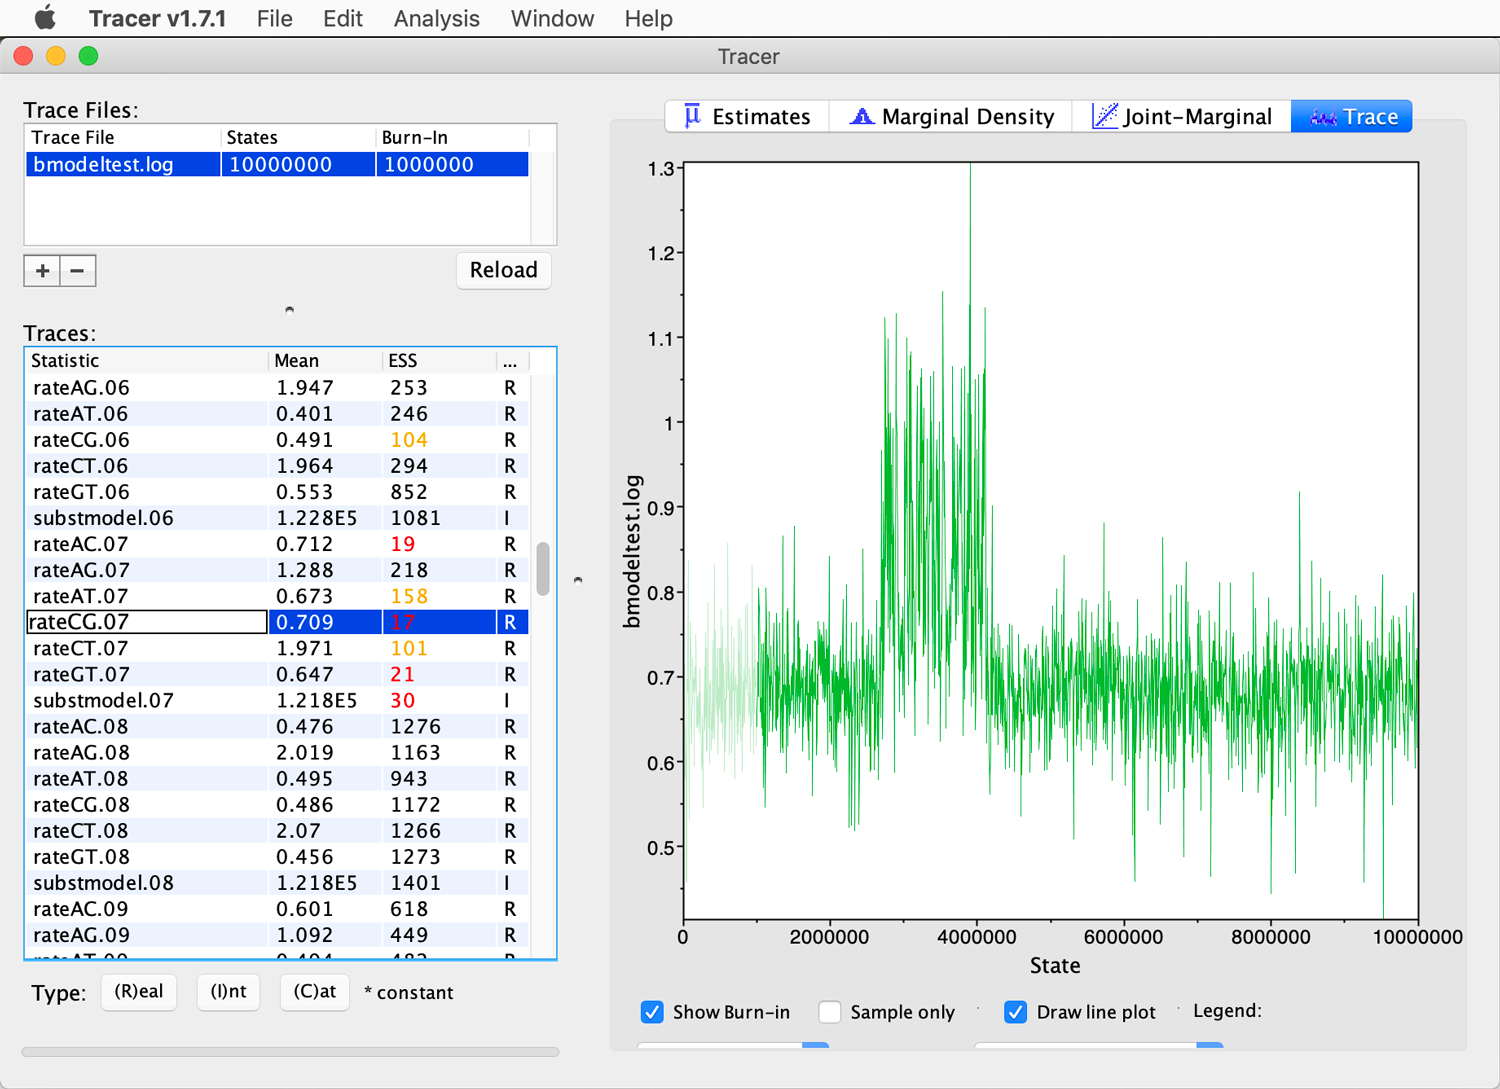 Tracer v1.7.1 File Edit Analysis Window Help
Tracer
Trace Files:
Trace File States Burn-In
bmodeltest.log 10000000 1000000
+ −
Reload
Traces:
Statistic Mean ESS ...
rateAG.06 1.947 253 R
rateAT.06 0.401 246 R
rateCG.06 0.491 104 R
rateCT.06 1.964 294 R
rateGT.06 0.553 852 R
substmodel.06 1.228E5 1081 I
rateAC.07 0.712 19 R
rateAG.07 1.288 218 R
rateAT.07 0.673 158 R
rateCG.07 0.709 17 R
rateCT.07 1.971 101 R
rateGT.07 0.647 21 R
substmodel.07 1.218E5 30 I
rateAC.08 0.476 1276 R
rateAG.08 2.019 1163 R
rateAT.08 0.495 943 R
rateCG.08 0.486 1172 R
rateCT.08 2.07 1266 R
rateGT.08 0.456 1273 R
substmodel.08 1.218E5 1401 I
rateAC.09 0.601 618 R
rateAG.09 1.092 449 R
Type: (R)eal (I)nt (C)at * constant
Estimates Marginal Density Joint-Marginal Trace
1.3
1.2
1.1
1
0.9
0.8
0.7
0.6
0.5
bmodeltest.log
0 2000000 4000000 6000000 8000000 10000000
State
Show Burn-in Sample only Draw line plot Legend: